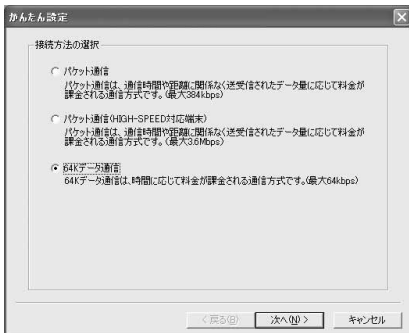 かんたん設定
接続方法の選択
パケット通信
パケット通信は、通信時間や距離に関係なく送受信されたデータ量に応じて料金が
課金される通信方式です。(最大384kbps)
パケット通信(HIGH-SPEED対応端末)
パケット通信は、通信時間や距離に関係なく送受信されたデータ量に応じて料金が
課金される通信方式です。(最大3.6Mbps)
64Kデータ通信
64Kデータ通信は、時間に応じて料金が課金される通信方式です。(最大64kbps)
< 戻る(B)
次へ(N) >
キャンセル